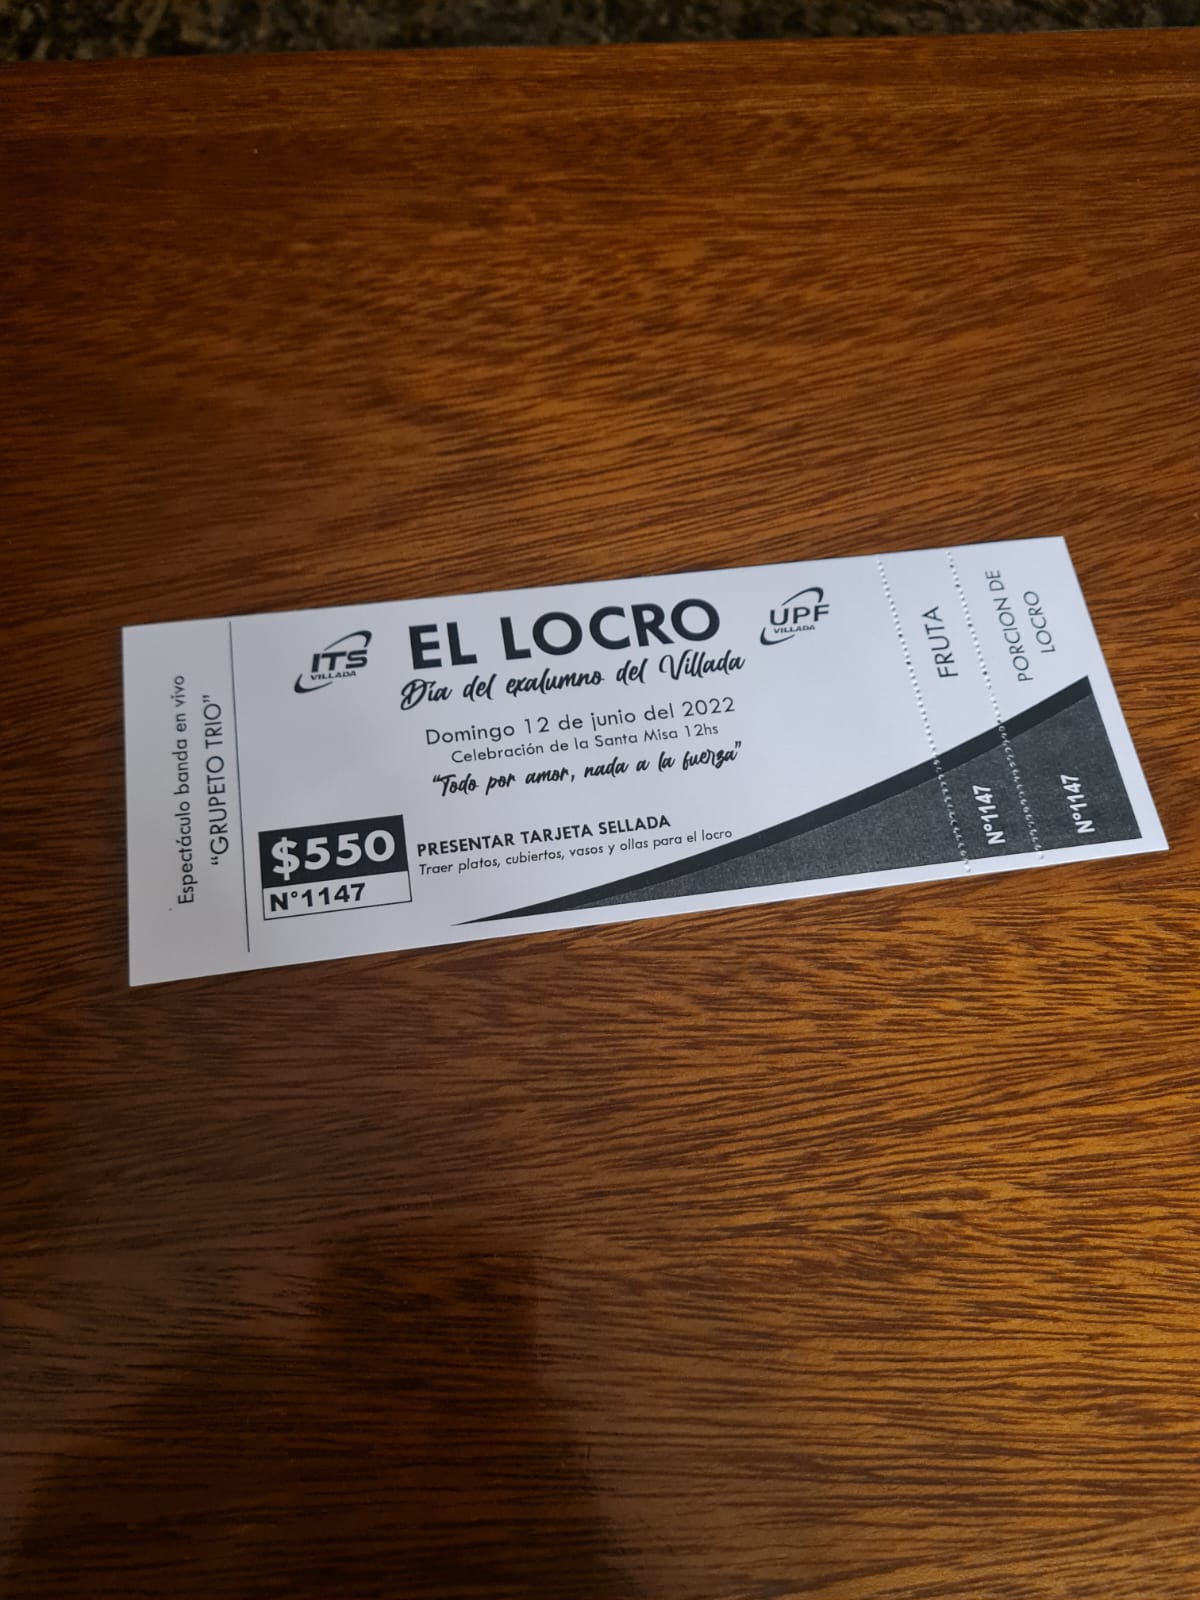 Espectáculo banda en vivo
"GRUPETO TRIO"
ITS
VILLADA
EL LOCRO
UPF
VILLADA
Día del exalumno del Villada
Domingo 12 de junio del 2022
Celebración de la Santa Misa 12hs
"Todo por amor, nada a la fuerza"
$550
N°1147
PRESENTAR TARJETA SELLADA
Traer platos, cubiertos, vasos y ollas para el locro
FRUTA
N°1147
PORCION DE
LOCRO
N°1147